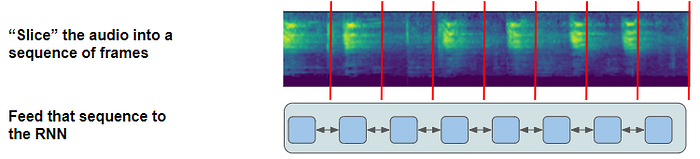 “Slice” the audio into a
sequence of frames
Feed that sequence to
the RNN